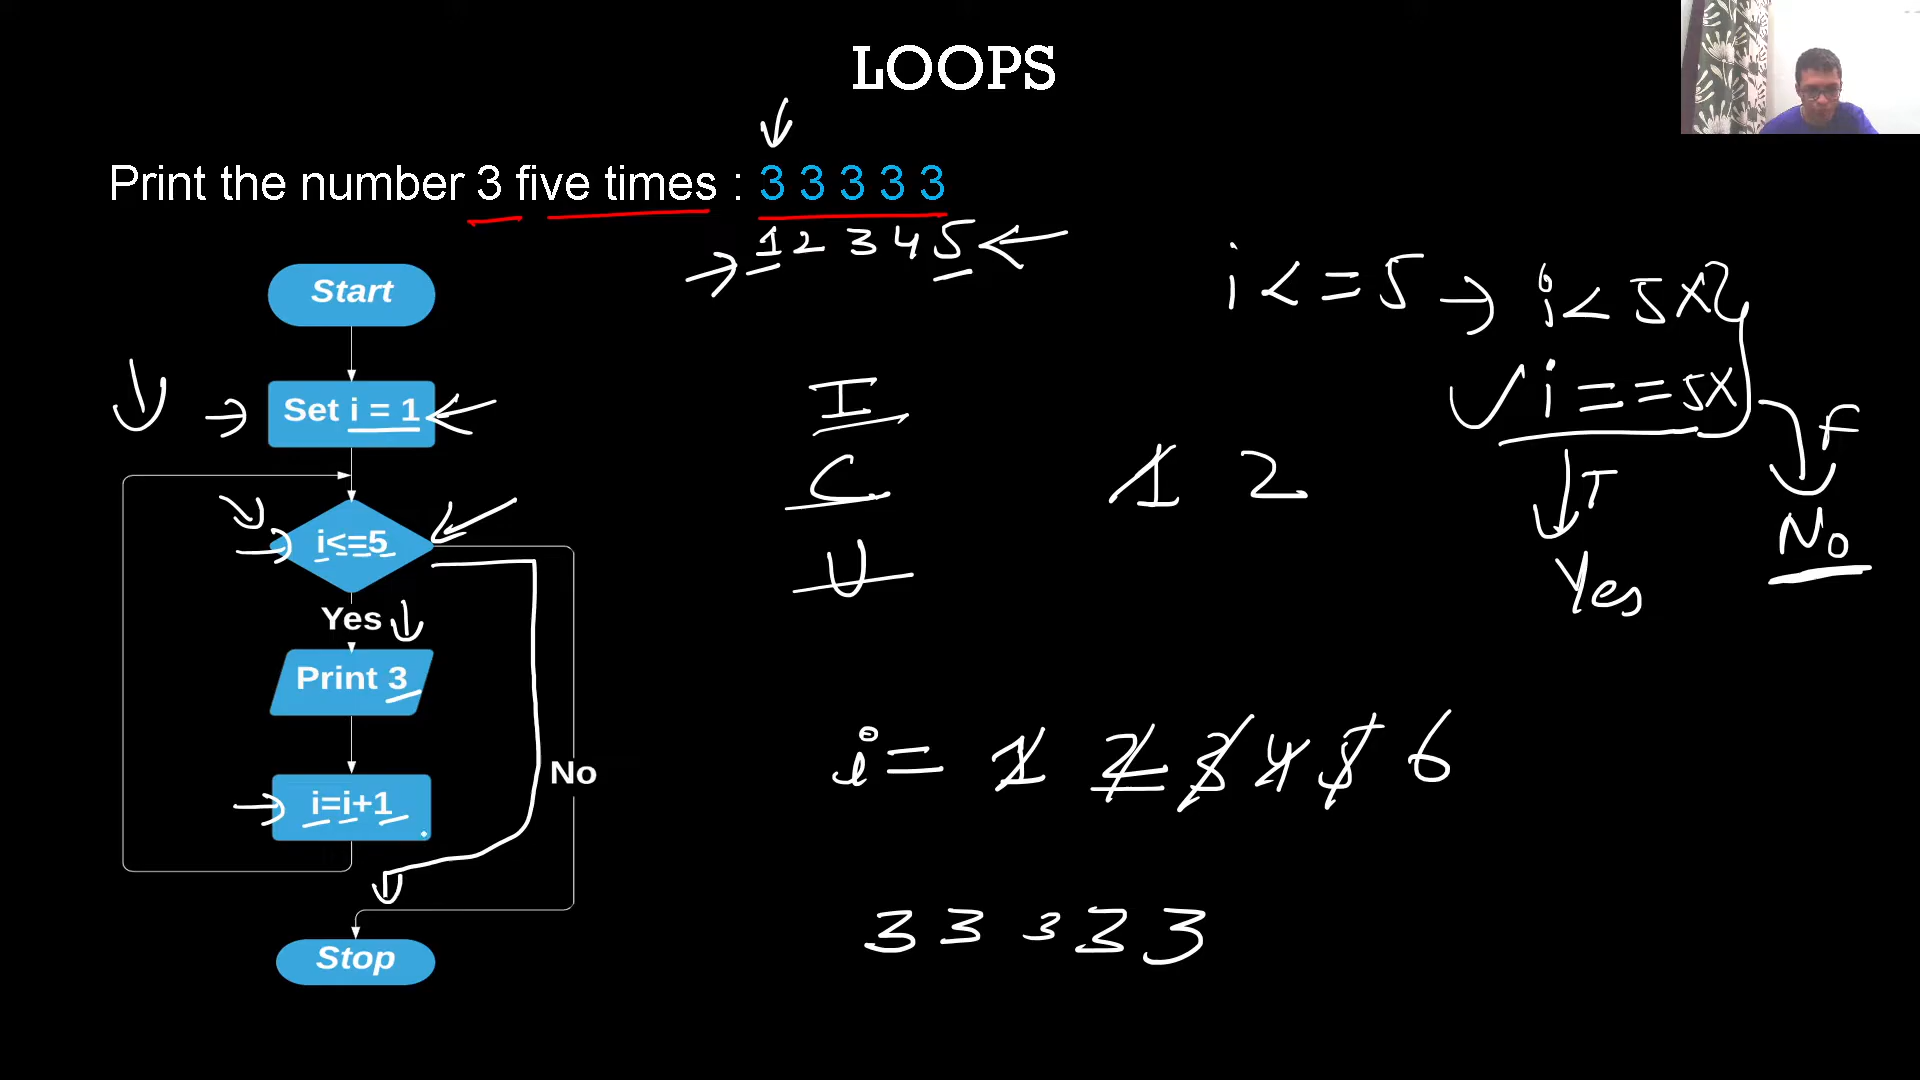 LOOPS
Print the number 3 five times : 3 3 3 3 3
1 2 3 4 5
Start
Set i = 1
i<=5
Yes
Print 3
i=i+1
No
Stop
i <= 5 → i < 5 X
i == 5 X
I
C
U
1 2
T
Yes
F
No
i = 1 2 3 4 5 6
3 3 3 3 3